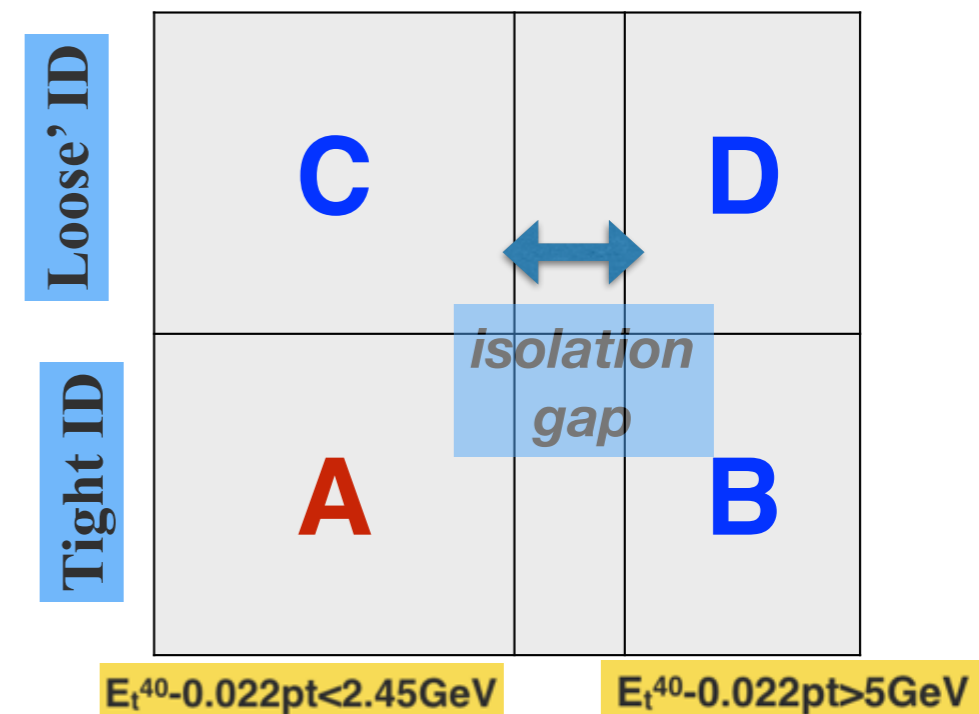 Loose’ ID
C
D
isolation
gap
Tight ID
A
B
Eₜ⁴⁰-0.022pt<2.45GeV
Eₜ⁴⁰-0.022pt>5GeV